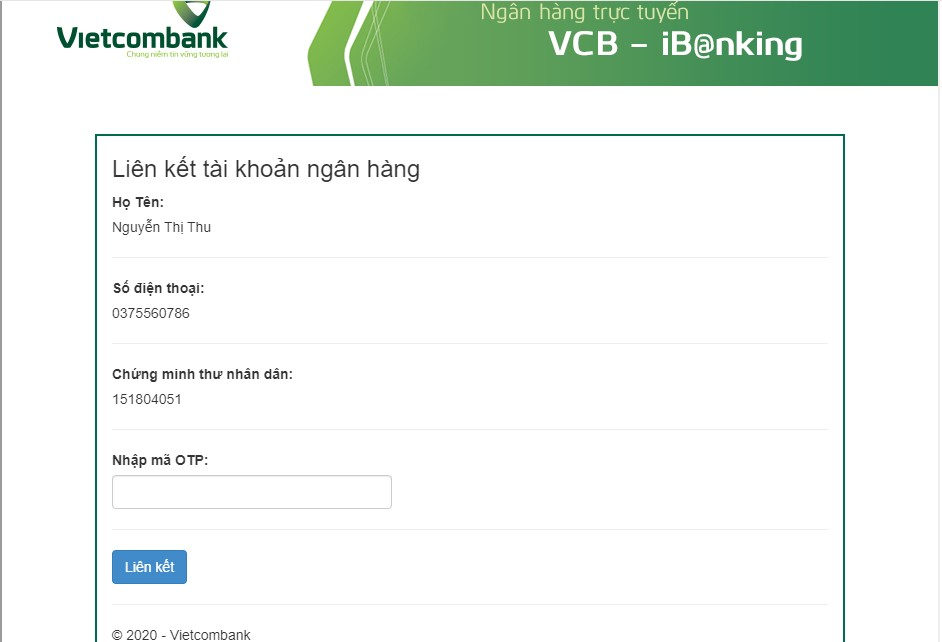 Vietcombank
Chung niềm tin vững tương lai
Ngân hàng trực tuyến
VCB – iB@nking
Liên kết tài khoản ngân hàng
Họ Tên:
Nguyễn Thị Thu
Số điện thoại:
0375560786
Chứng minh thư nhân dân:
151804051
Nhập mã OTP:
Liên kết
© 2020 - Vietcombank